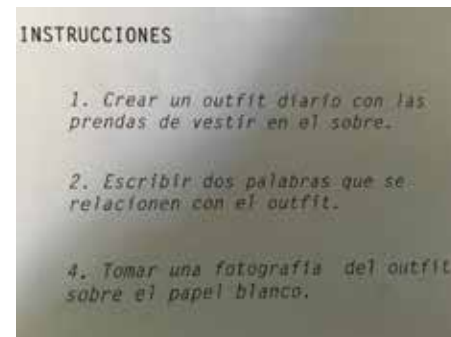 INSTRUCCIONES
1. Crear un outfit diario con las
prendas de vestir en el sobre.
2. Escribir dos palabras que se
relacionen con el outfit.
4. Tomar una fotografía del outfit
sobre el papel blanco.